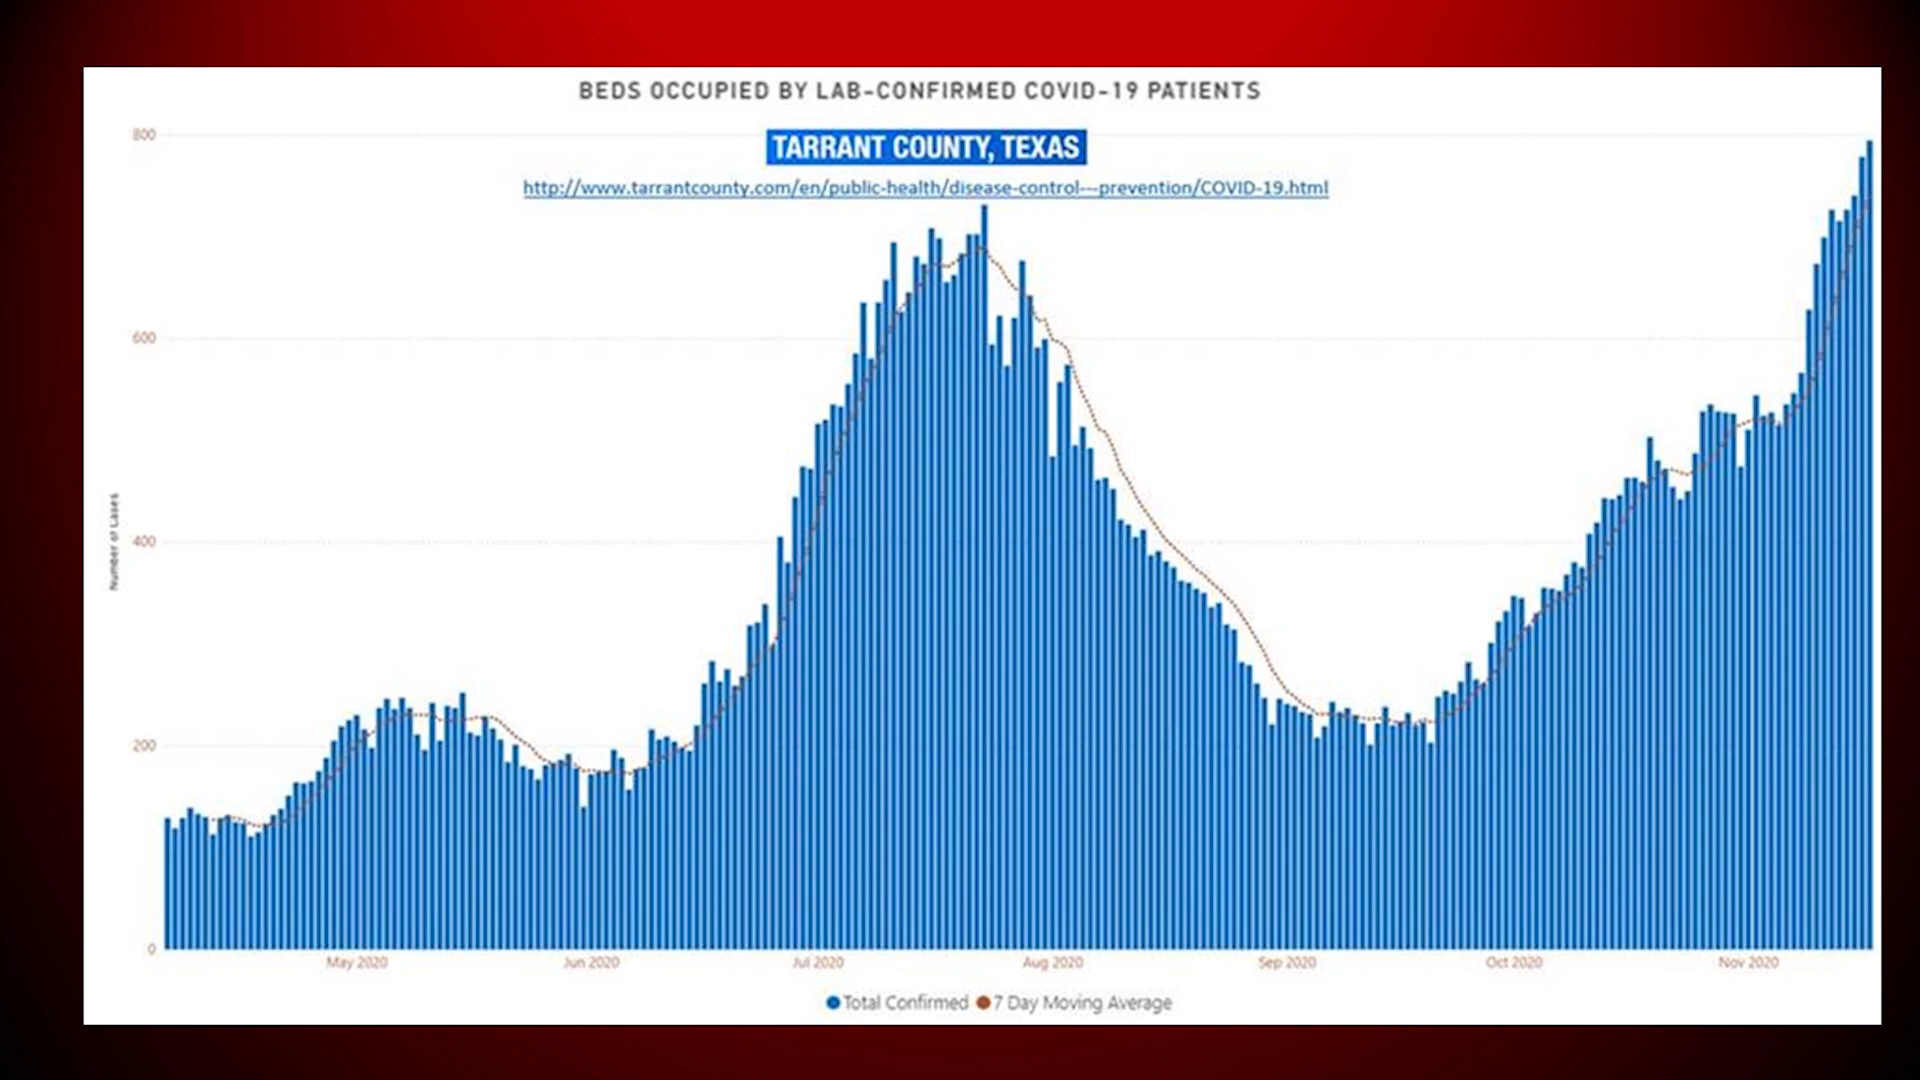 BEDS OCCUPIED BY LAB-CONFIRMED COVID-19 PATIENTS
TARRANT COUNTY, TEXAS
http://www.tarrantcounty.com/en/public-health/disease-control---prevention/COVID-19.html
800
600
400
200
0
Number of Cases
May 2020 Jun 2020 Jul 2020 Aug 2020 Sep 2020 Oct 2020 Nov 2020
Total Confirmed 7 Day Moving Average